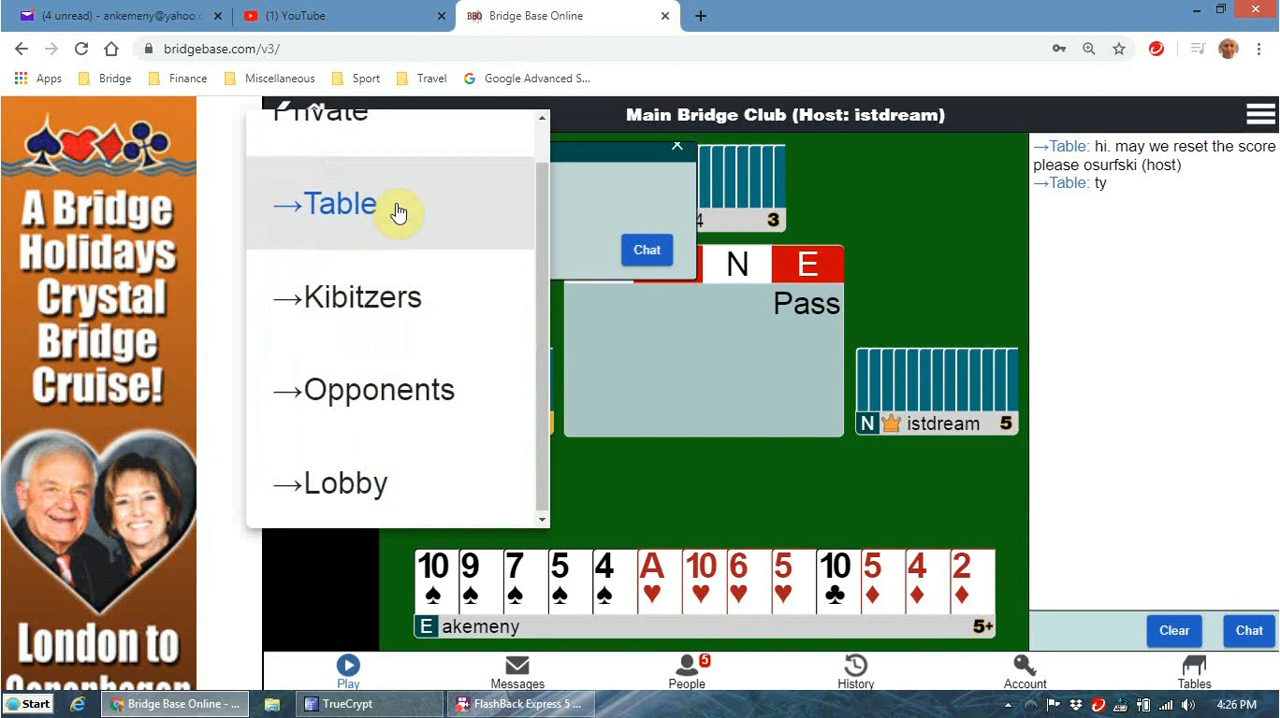 (4 unread) - ankemeny@yahoo.c
(1) YouTube
BBO Bridge Base Online
bridgebase.com/v3/
Apps
Bridge
Finance
Miscellaneous
Sport
Travel
Google Advanced S...
A Bridge
Holidays
Crystal
Bridge
Cruise!
London to
Copenhagen
Private
→Table
→Kibitzers
→Opponents
→Lobby
Main Bridge Club (Host: istdream)
→Table: hi. may we reset the score
please osurfski (host)
→Table: ty
4 3
Chat
N E
Pass
N istdream 5
10 9 7 5 4 A 10 6 5 10 5 4 2
E akemeny 5+
Clear
Chat
Play
Messages
People 5
History
Account
Tables
Start
Bridge Base Online - ...
TrueCrypt
FlashBack Express 5 ...
4:26 PM